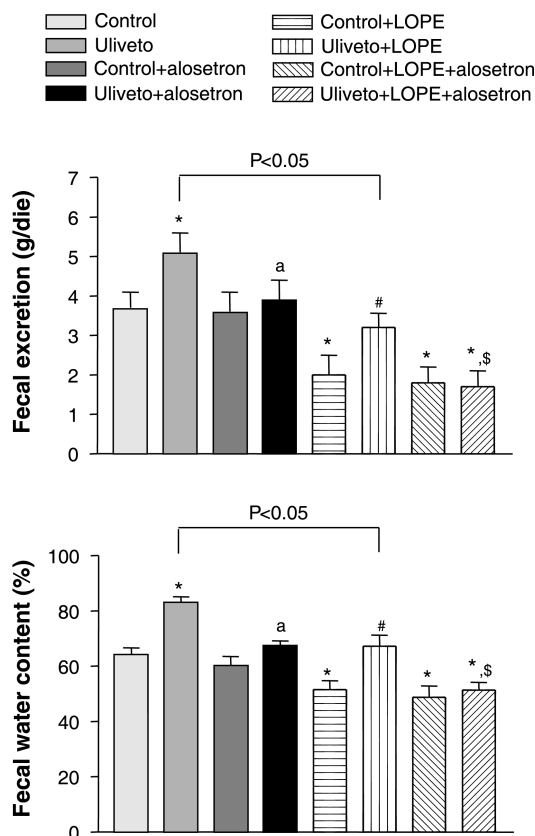 Control
Uliveto
Control+alosetron
Uliveto+alosetron
Control+LOPE
Uliveto+LOPE
Control+LOPE+alosetron
Uliveto+LOPE+alosetron
P<0.05
Fecal excretion (g/die)
7
6
5
4
3
2
1
0
*
a
*
#
*
*,$
P<0.05
Fecal water content (%)
100
80
60
40
20
0
*
a
*
#
*
*,$